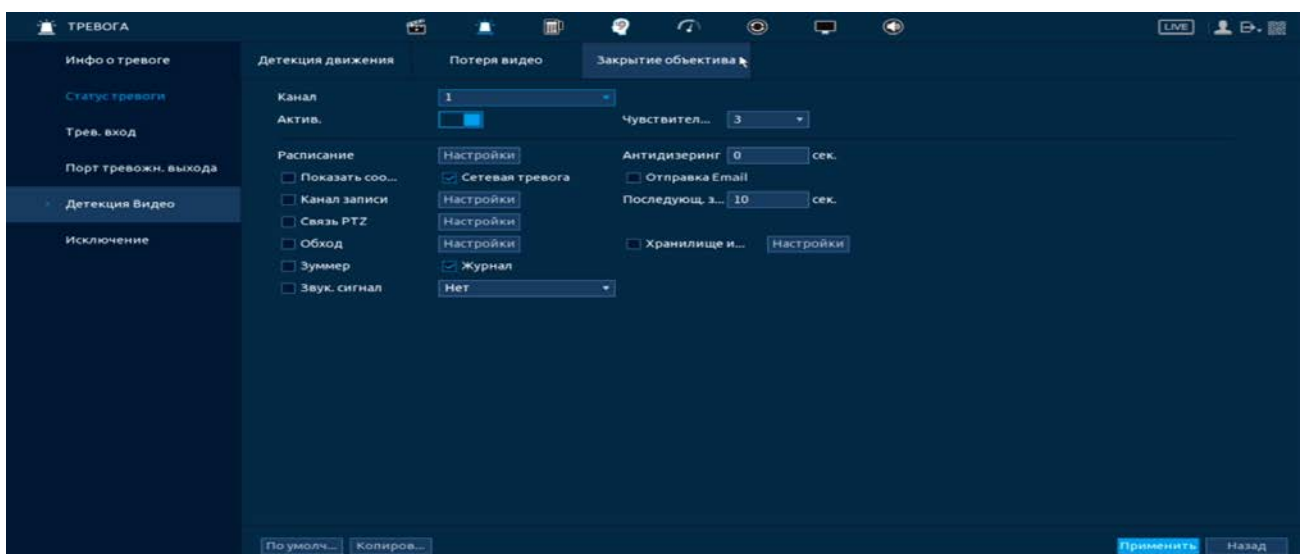 ТРЕВОГА
LIVE
Инфо о тревоге
Статус тревоги
Трев. вход
Порт тревожн. выхода
Детекция Видео
Исключение
Детекция движения
Потеря видео
Закрытие объектива
Канал 1
Актив. Чувствител... 3
Расписание Настройки Антидизеринг 0 сек.
Показать соо... Сетевая тревога Отправка Email
Канал записи Настройки Последующ. з... 10 сек.
Связь PTZ Настройки
Обход Настройки Хранилище и... Настройки
Зуммер Журнал
Звук. сигнал Нет
По умолч... Копиров... Применить Назад